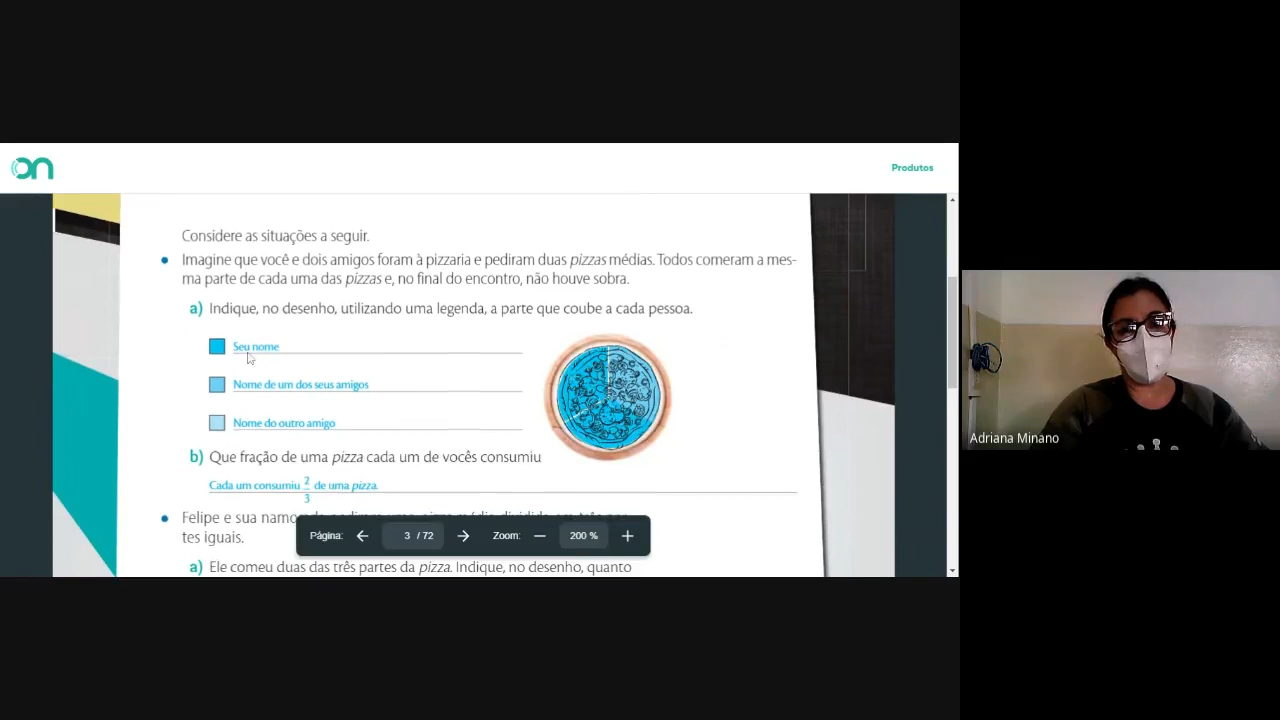 on
Produtos
Considere as situações a seguir.
Imagine que você e dois amigos foram à pizzaria e pediram duas pizzas médias. Todos comeram a mes-
ma parte de cada uma das pizzas e, no final do encontro, não houve sobra.
a) Indique, no desenho, utilizando uma legenda, a parte que coube a cada pessoa.
Seu nome
Nome de um dos seus amigos
Nome do outro amigo
b) Que fração de uma pizza cada um de vocês consumiu
Cada um consumiu 2/3 de uma pizza.
Felipe e sua
tes iguais.
Página: 3 / 72 Zoom: 200 %
a) Ele comeu duas das três partes da pizza. Indique, no desenho, quanto
Adriana Minano